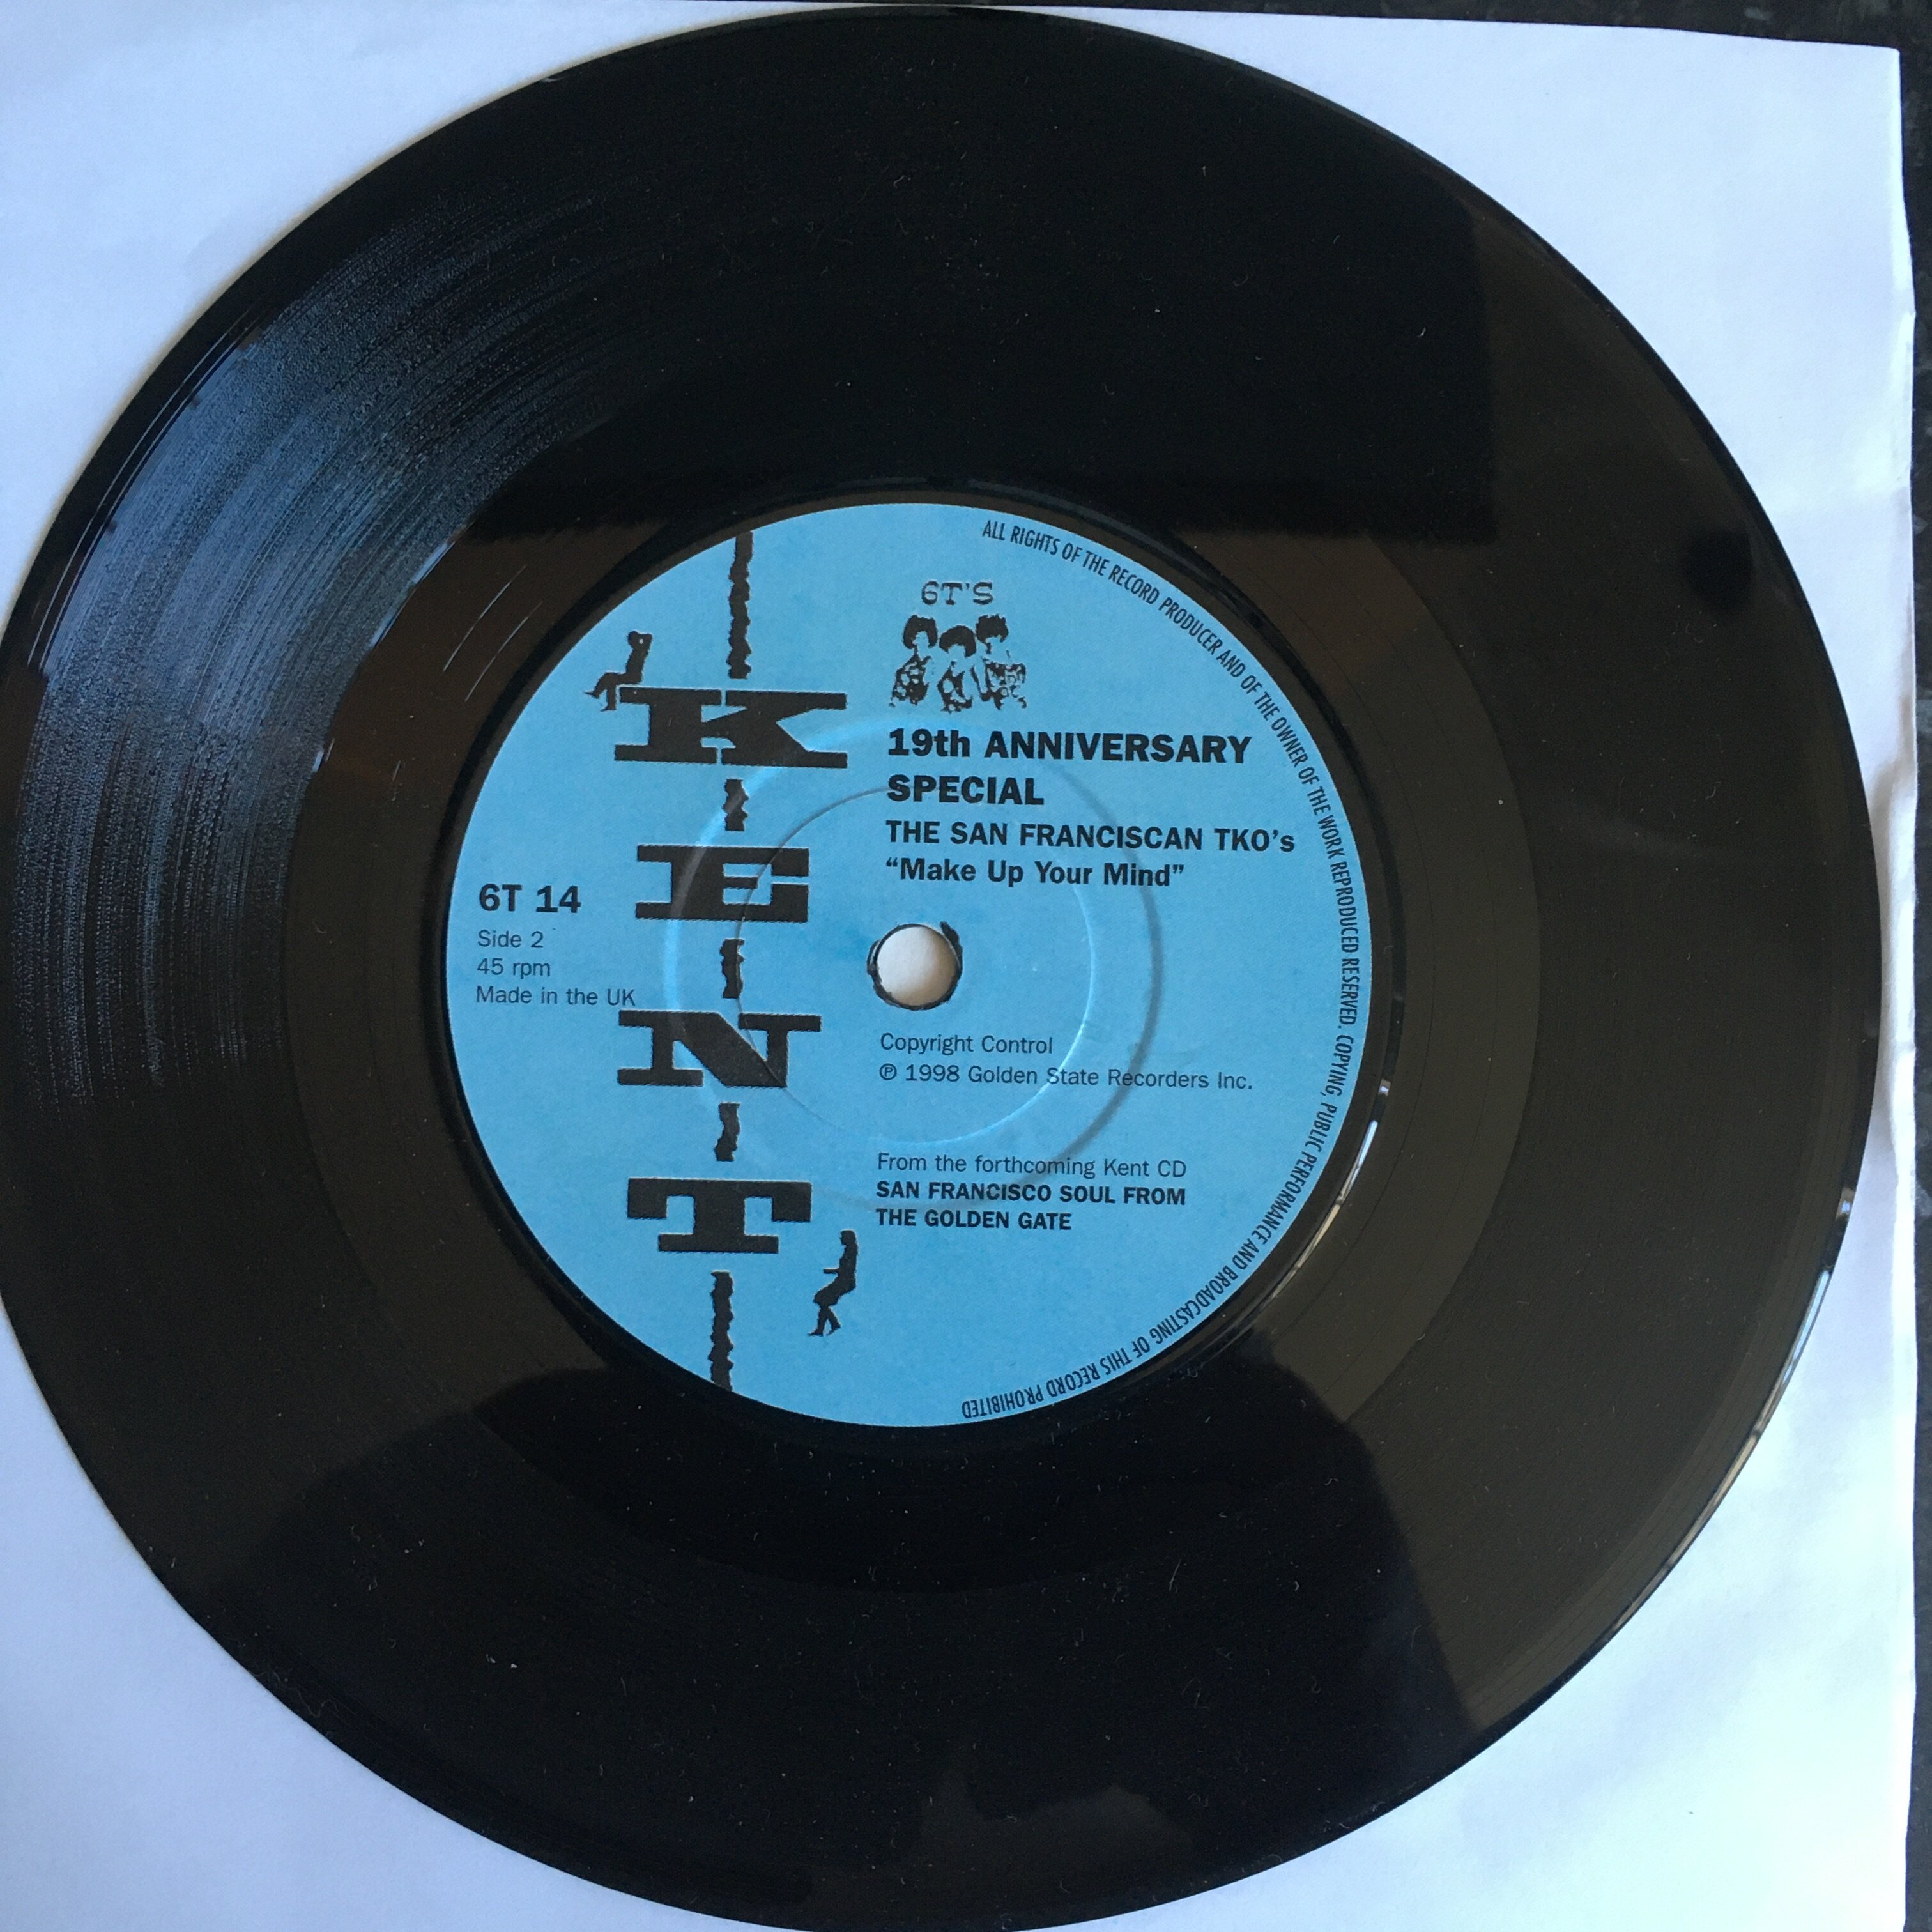 6T'S
KENT
19th ANNIVERSARY
SPECIAL
THE SAN FRANCISCAN TKO's
“Make Up Your Mind”
6T 14
Side 2
45 rpm
Made in the UK
Copyright Control
℗ 1998 Golden State Recorders Inc.
From the forthcoming Kent CD
SAN FRANCISCO SOUL FROM
THE GOLDEN GATE
ALL RIGHTS OF THE RECORD PRODUCER AND OF THE OWNER OF THE WORK REPRODUCED RESERVED. COPYING, PUBLIC PERFORMANCE AND BROADCASTING OF THIS RECORD PROHIBITED